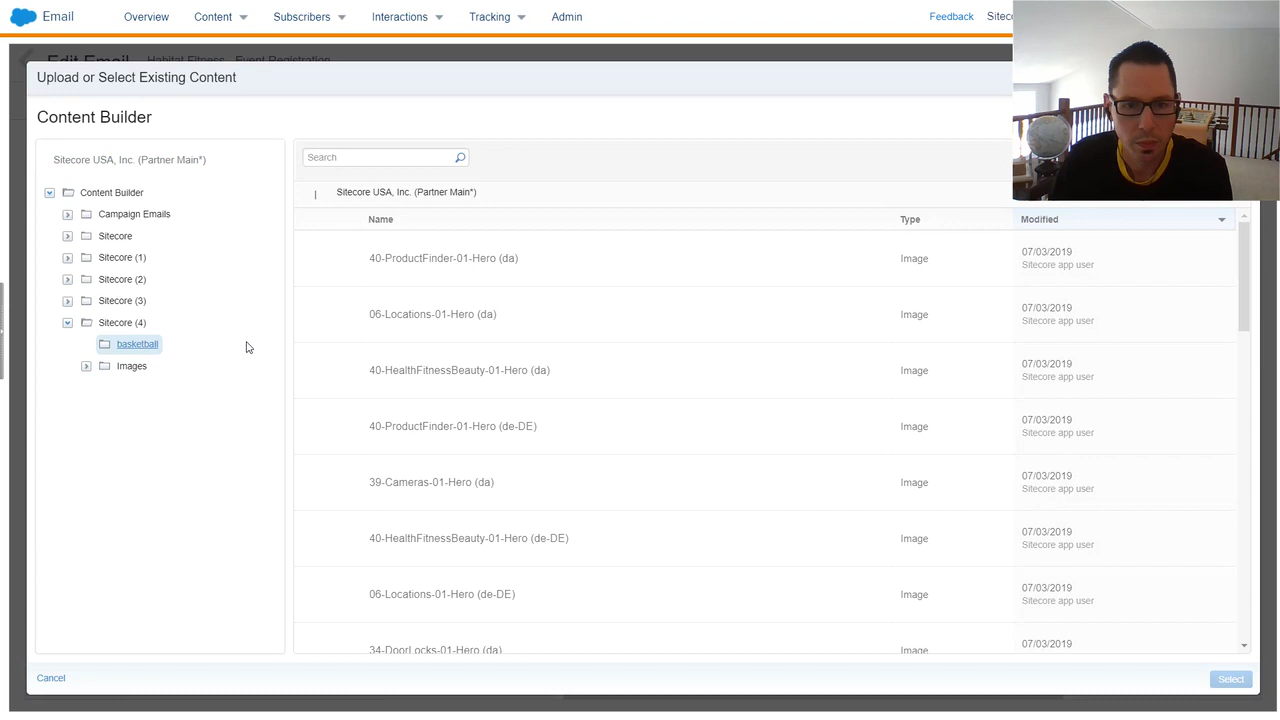 Email
Overview
Content
Subscribers
Interactions
Tracking
Admin
Feedback
Edit Email
Habitat Fitness
Event Registration
Upload or Select Existing Content
Content Builder
Sitecore USA, Inc. (Partner Main*)
Content Builder
Campaign Emails
Sitecore
Sitecore (1)
Sitecore (2)
Sitecore (3)
Sitecore (4)
basketball
Images
Search
Sitecore USA, Inc. (Partner Main*)
Name Type Modified
40-ProductFinder-01-Hero (da) Image 07/03/2019
Sitecore app user
06-Locations-01-Hero (da) Image 07/03/2019
Sitecore app user
40-HealthFitnessBeauty-01-Hero (da) Image 07/03/2019
Sitecore app user
40-ProductFinder-01-Hero (de-DE) Image 07/03/2019
Sitecore app user
39-Cameras-01-Hero (da) Image 07/03/2019
Sitecore app user
40-HealthFitnessBeauty-01-Hero (de-DE) Image 07/03/2019
Sitecore app user
06-Locations-01-Hero (de-DE) Image 07/03/2019
Sitecore app user
34-DoorLocks-01-Hero (da) Image 07/03/2019
Cancel
Select